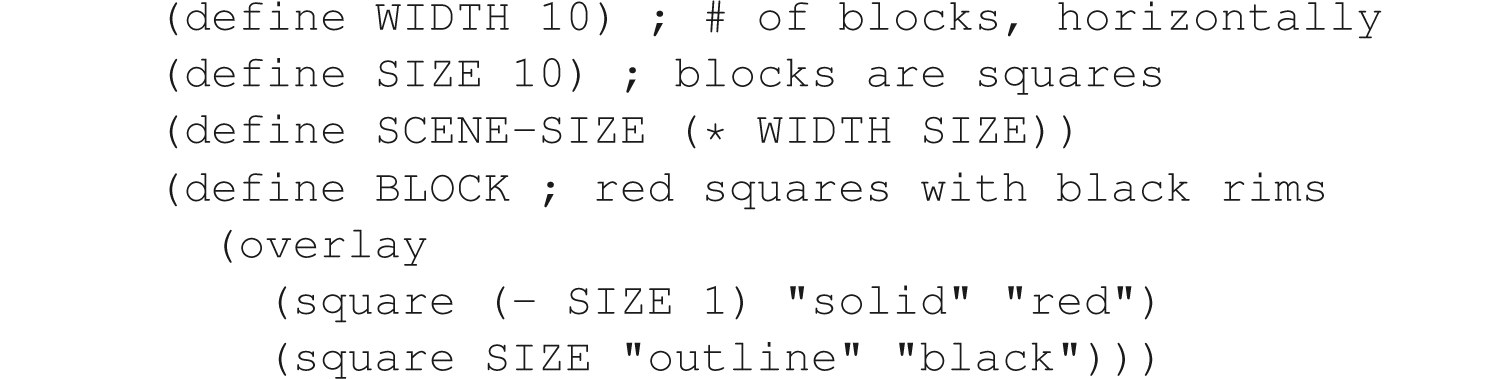 (define WIDTH 10) ; # of blocks, horizontally
(define SIZE 10) ; blocks are squares
(define SCENE-SIZE (* WIDTH SIZE))
(define BLOCK ; red squares with black rims
  (overlay
    (square (- SIZE 1) "solid" "red")
    (square SIZE "outline" "black")))